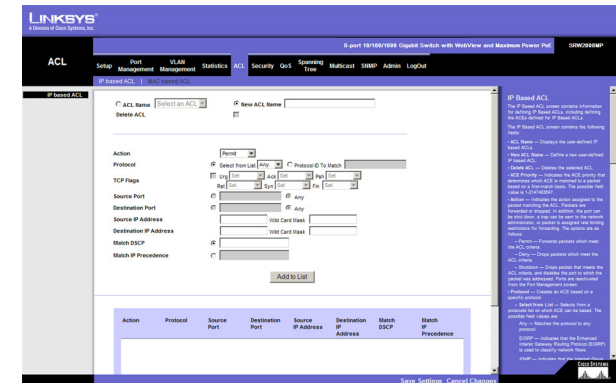 LINKSYS®
A Division of Cisco Systems, Inc.
8-port 10/100/1000 Gigabit Switch with WebView and Maximum Power PoE
SRW2008MP
ACL
Setup Port Management VLAN Management Statistics ACL Security QoS Spanning Tree Multicast SNMP Admin LogOut
IP based ACL | MAC based ACL
IP based ACL
ACL Name Select an ACL New ACL Name
Delete ACL
Action Permit
Protocol Select from List Any Protocol ID To Match
TCP Flags Urg Set Ack Set Psh Set
Rst Set Syn Set Fin Set
Source Port Any
Destination Port Any
Source IP Address Wild Card Mask
Destination IP Address Wild Card Mask
Match DSCP
Match IP Precedence
Add to List
Action Protocol Source Port Destination Port Source IP Address Destination IP Address Match DSCP Match IP Precedence
IP Based ACL
The IP Based ACL screen contains information
for defining IP Based ACLs, including defining
the ACEs defined for IP Based ACLs.
The IP Based ACL screen contains the following
fields:
- ACL Name — Displays the user-defined IP
based ACLs.
- New ACL Name — Define a new user-defined
IP based ACL.
- Delete ACL — Deletes the selected ACL.
- ACE Priority — Indicates the ACE priority that
determines which ACE is matched to a packet
based on a first-match basis. The possible field
value is 1-2147483647
- Action — Indicates the action assigned to the
packet matching the ACL. Packets are
forwarded or dropped. In addition, the port can
be shut down, a trap can be sent to the network
administrator, or packet is assigned rate limiting
restrictions for forwarding. The options are as
follows:
– Permit — Forwards packets which meet
the ACL criteria.
– Deny — Drops packets which meet the
ACL criteria.
– Shutdown — Drops packet that meets the
ACL criteria, and disables the port to which the
packet was addressed. Ports are reactivated
from the Port Management screen.
- Protocol — Creates an ACE based on a
specific protocol.
– Select from List — Selects from a
protocols list on which ACE can be based. The
possible field values are:
Any — Matches the protocol to any
protocol.
EIGRP — Indicates that the Enhanced
Interior Gateway Routing Protocol (EIGRP)
is used to classify network flows.
Save Settings Cancel Changes
CISCO SYSTEMS